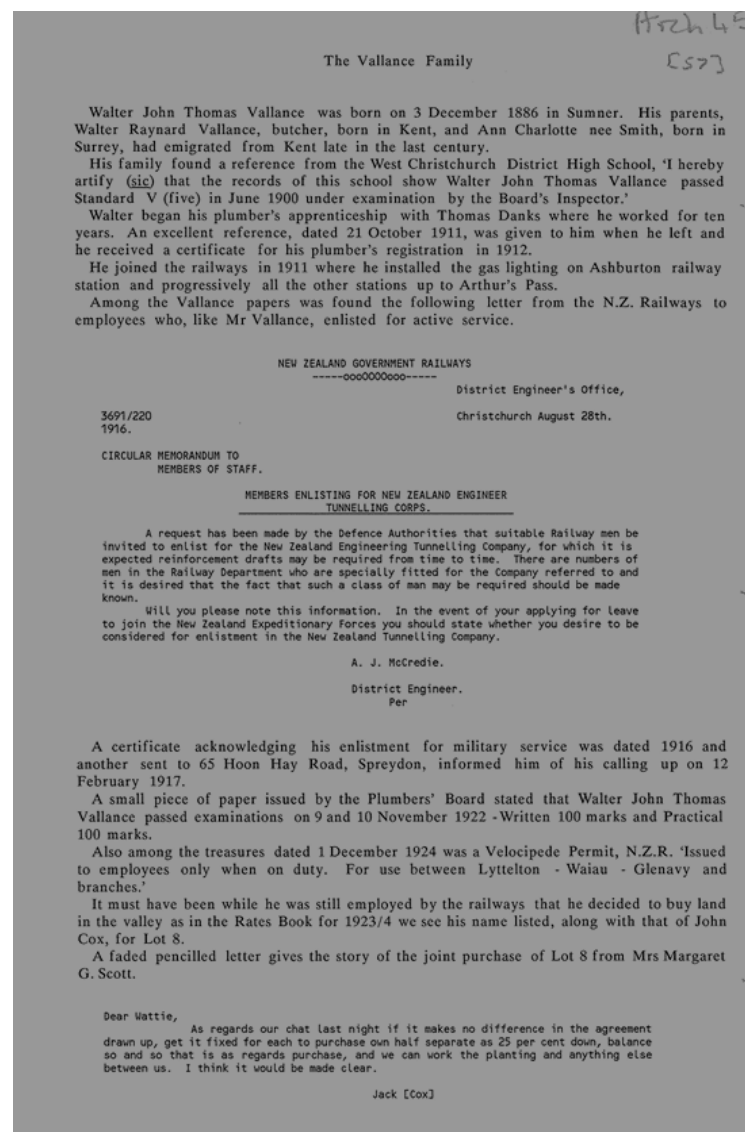 Arch 45
[57]
The Vallance Family
Walter John Thomas Vallance was born on 3 December 1886 in Sumner. His parents,
Walter Raynard Vallance, butcher, born in Kent, and Ann Charlotte nee Smith, born in
Surrey, had emigrated from Kent late in the last century.
His family found a reference from the West Christchurch District High School, 'I hereby
artify (sic) that the records of this school show Walter John Thomas Vallance passed
Standard V (five) in June 1900 under examination by the Board's Inspector.'
Walter began his plumber's apprenticeship with Thomas Danks where he worked for ten
years. An excellent reference, dated 21 October 1911, was given to him when he left and
he received a certificate for his plumber's registration in 1912.
He joined the railways in 1911 where he installed the gas lighting on Ashburton railway
station and progressively all the other stations up to Arthur's Pass.
Among the Vallance papers was found the following letter from the N.Z. Railways to
employees who, like Mr Vallance, enlisted for active service.
NEW ZEALAND GOVERNMENT RAILWAYS
-----ooo0000ooo-----
District Engineer's Office,
3691/220 Christchurch August 28th.
1916.
CIRCULAR MEMORANDUM TO
MEMBERS OF STAFF.
MEMBERS ENLISTING FOR NEW ZEALAND ENGINEER
TUNNELLING CORPS.
A request has been made by the Defence Authorities that suitable Railway men be
invited to enlist for the New Zealand Engineering Tunnelling Company, for which it is
expected reinforcement drafts may be required from time to time. There are numbers of
men in the Railway Department who are specially fitted for the Company referred to and
it is desired that the fact that such a class of man may be required should be made
known.
Will you please note this information. In the event of your applying for leave
to join the New Zealand Expeditionary Forces you should state whether you desire to be
considered for enlistment in the New Zealand Tunnelling Company.
A. J. McCredie.
District Engineer.
Per
A certificate acknowledging his enlistment for military service was dated 1916 and
another sent to 65 Hoon Hay Road, Spreydon, informed him of his calling up on 12
February 1917.
A small piece of paper issued by the Plumbers' Board stated that Walter John Thomas
Vallance passed examinations on 9 and 10 November 1922 - Written 100 marks and Practical
100 marks.
Also among the treasures dated 1 December 1924 was a Velocipede Permit, N.Z.R. 'Issued
to employees only when on duty. For use between Lyttelton - Waiau - Glenavy and
branches.'
It must have been while he was still employed by the railways that he decided to buy land
in the valley as in the Rates Book for 1923/4 we see his name listed, along with that of John
Cox, for Lot 8.
A faded pencilled letter gives the story of the joint purchase of Lot 8 from Mrs Margaret
G. Scott.
Dear Wattie,
As regards our chat last night if it makes no difference in the agreement
drawn up, get it fixed for each to purchase own half separate as 25 per cent down, balance
so and so that is as regards purchase, and we can work the planting and anything else
between us. I think it would be made clear.
Jack [Cox]